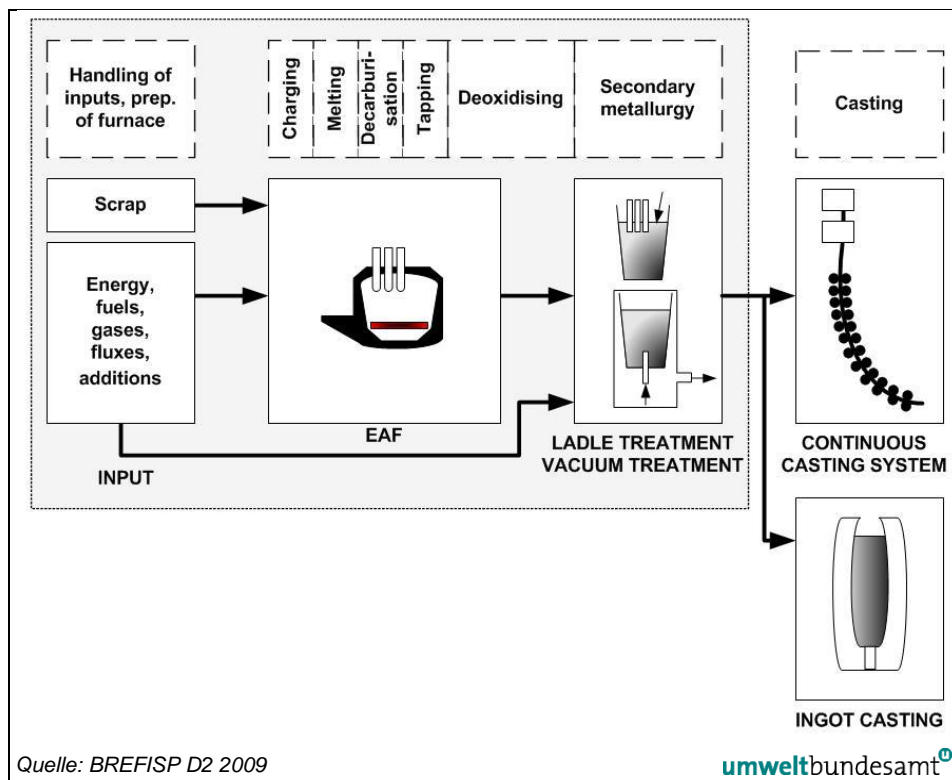 Handling of
inputs, prep.
of furnace
Charging
Melting
Decarburi-
sation
Tapping
Deoxidising
Secondary
metallurgy
Casting
Scrap
Energy,
fuels,
gases,
fluxes,
additions
INPUT
EAF
LADLE TREATMENT
VACUUM TREATMENT
CONTINUOUS
CASTING SYSTEM
INGOT CASTING
Quelle: BREFISP D2 2009
umweltbundesamt
u